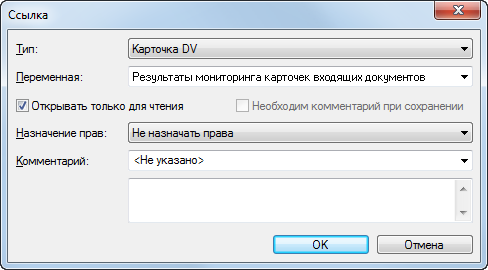 Ссылка
Тип: Карточка DV
Переменная: Результаты мониторинга карточек входящих документов
Открывать только для чтения Необходим комментарий при сохранении
Назначение прав: Не назначать права
Комментарий: <Не указано>
OK Отмена